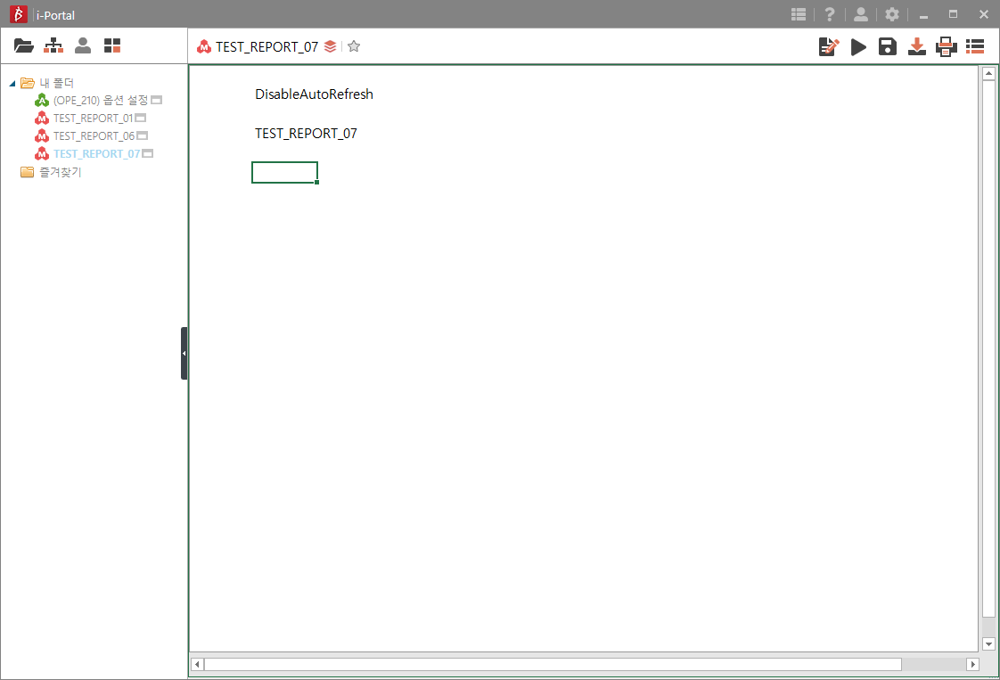 i-Portal
TEST_REPORT_07
내 폴더
(OPE_210) 옵션 설정
TEST_REPORT_01
TEST_REPORT_06
TEST_REPORT_07
즐겨찾기
DisableAutoRefresh
TEST_REPORT_07